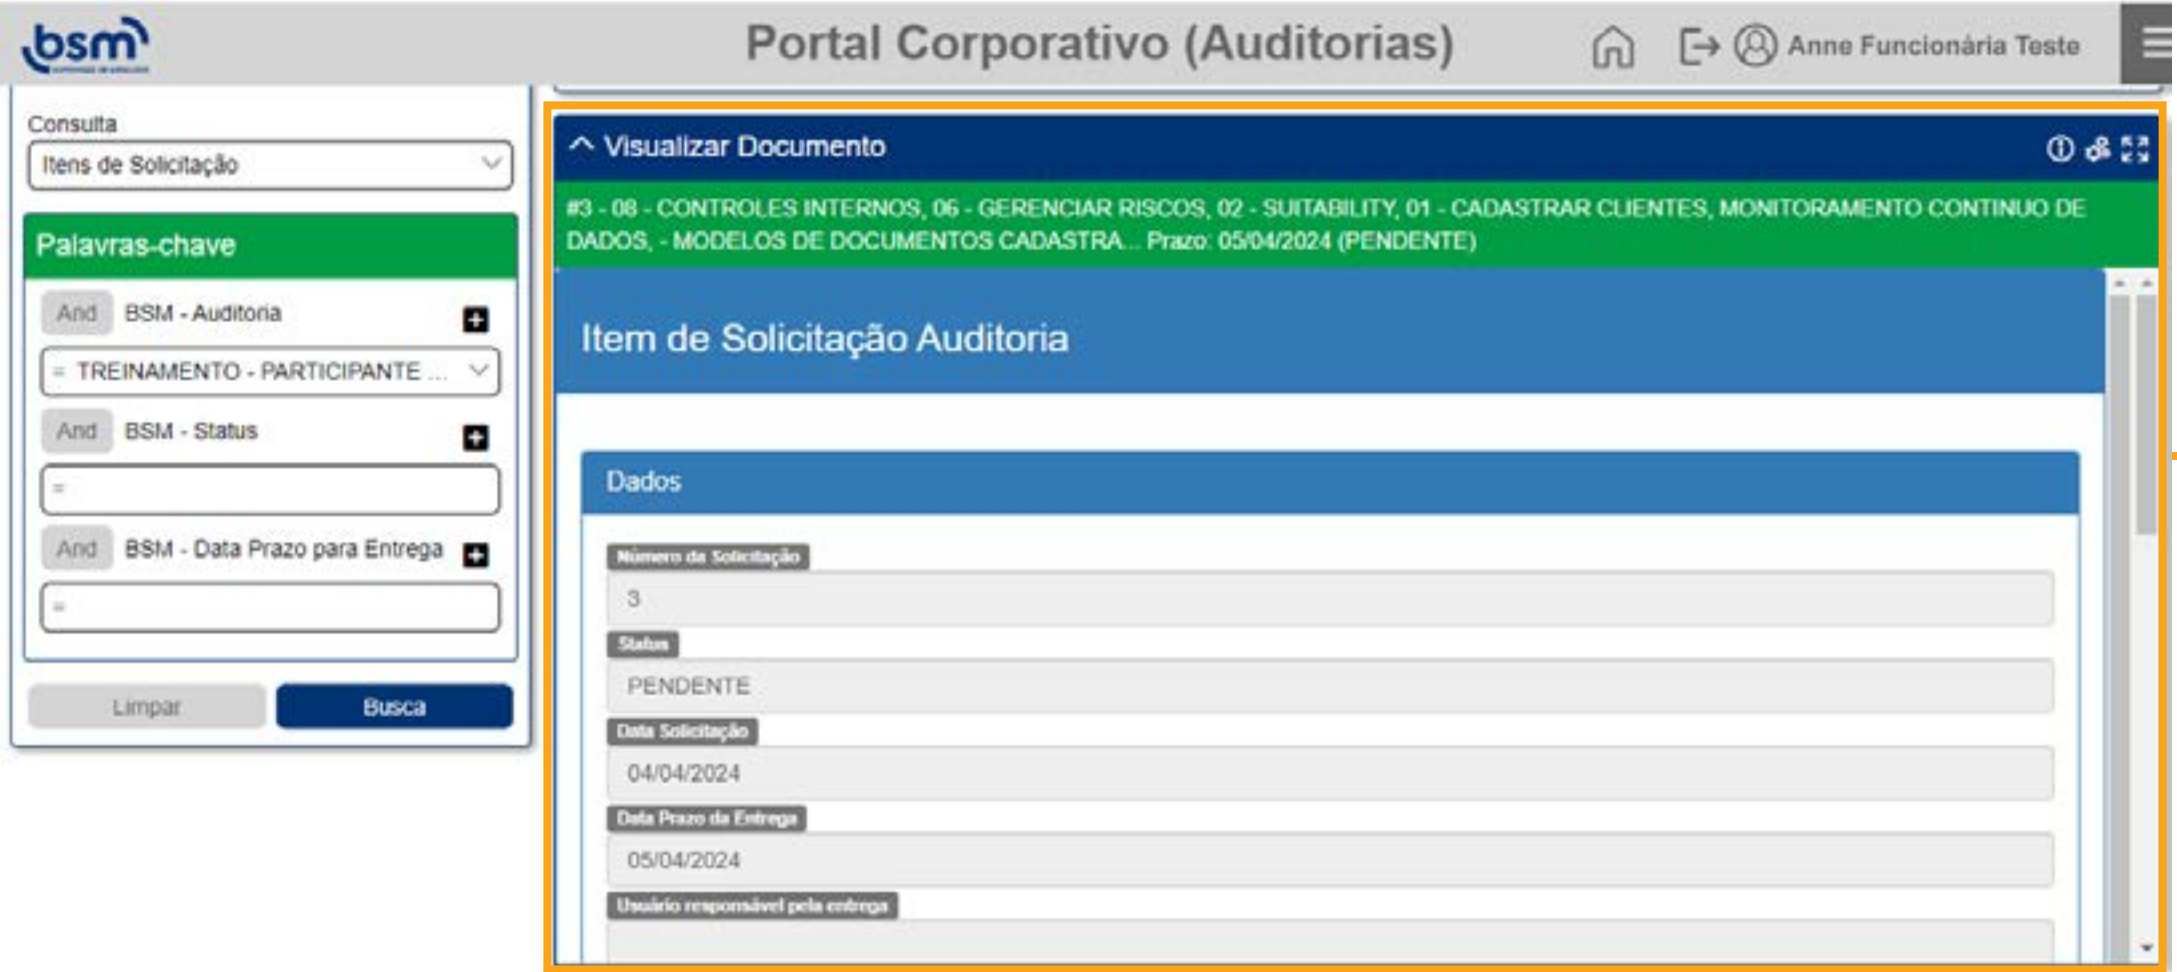 bsm
Portal Corporativo (Auditorias)
Anne Funcionária Teste
Consulta
Itens de Solicitação
Palavras-chave
And BSM - Auditoria
= TREINAMENTO - PARTICIPANTE ...
And BSM - Status
=
And BSM - Data Prazo para Entrega
=
Limpar
Busca
Visualizar Documento
#3 - 08 - CONTROLES INTERNOS, 06 - GERENCIAR RISCOS, 02 - SUITABILITY, 01 - CADASTRAR CLIENTES, MONITORAMENTO CONTINUO DE
DADOS, - MODELOS DE DOCUMENTOS CADASTRA... Prazo: 05/04/2024 (PENDENTE)
Item de Solicitação Auditoria
Dados
Número da Solicitação
3
Status
PENDENTE
Data Solicitação
04/04/2024
Data Prazo da Entrega
05/04/2024
Usuário responsável pela entrega